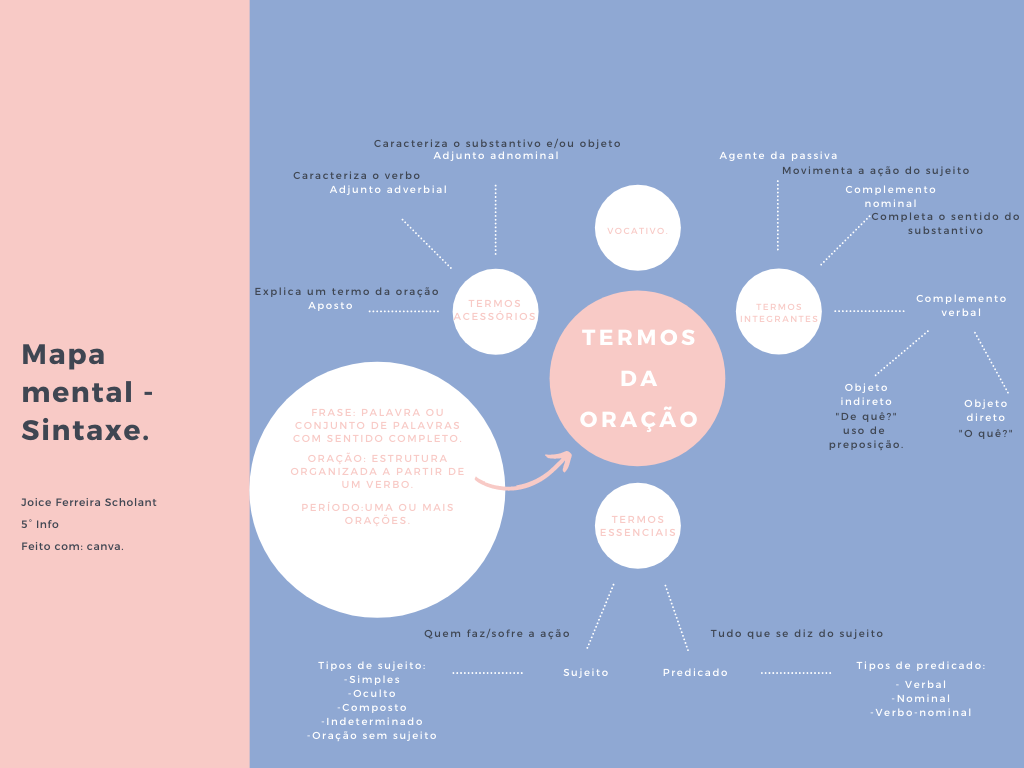 Mapa
mental -
Sintaxe.
Joice Ferreira Scholant
5° Info
Feito com: canva.
Caracteriza o substantivo e/ou objeto
Adjunto adnominal
Caracteriza o verbo
Adjunto adverbial
Explica um termo da oração
Aposto
TERMOS
ACESSÓRIOS
VOCATIVO.
Agente da passiva
Movimenta a ação do sujeito
Complemento
nominal
Completa o sentido do
substantivo
TERMOS
INTEGRANTES
Complemento
verbal
Objeto
indireto
"De quê?"
uso de
preposição.
Objeto
direto
"O quê?"
TERMOS
DA
ORAÇÃO
FRASE: PALAVRA OU
CONJUNTO DE PALAVRAS
COM SENTIDO COMPLETO.
ORAÇÃO: ESTRUTURA
ORGANIZADA A PARTIR DE
UM VERBO.
PERÍODO:UMA OU MAIS
ORAÇÕES.
TERMOS
ESSENCIAIS
Quem faz/sofre a ação
Sujeito
Tipos de sujeito:
-Simples
-Oculto
-Composto
-Indeterminado
-Oração sem sujeito
Tudo que se diz do sujeito
Predicado
Tipos de predicado:
- Verbal
-Nominal
-Verbo-nominal